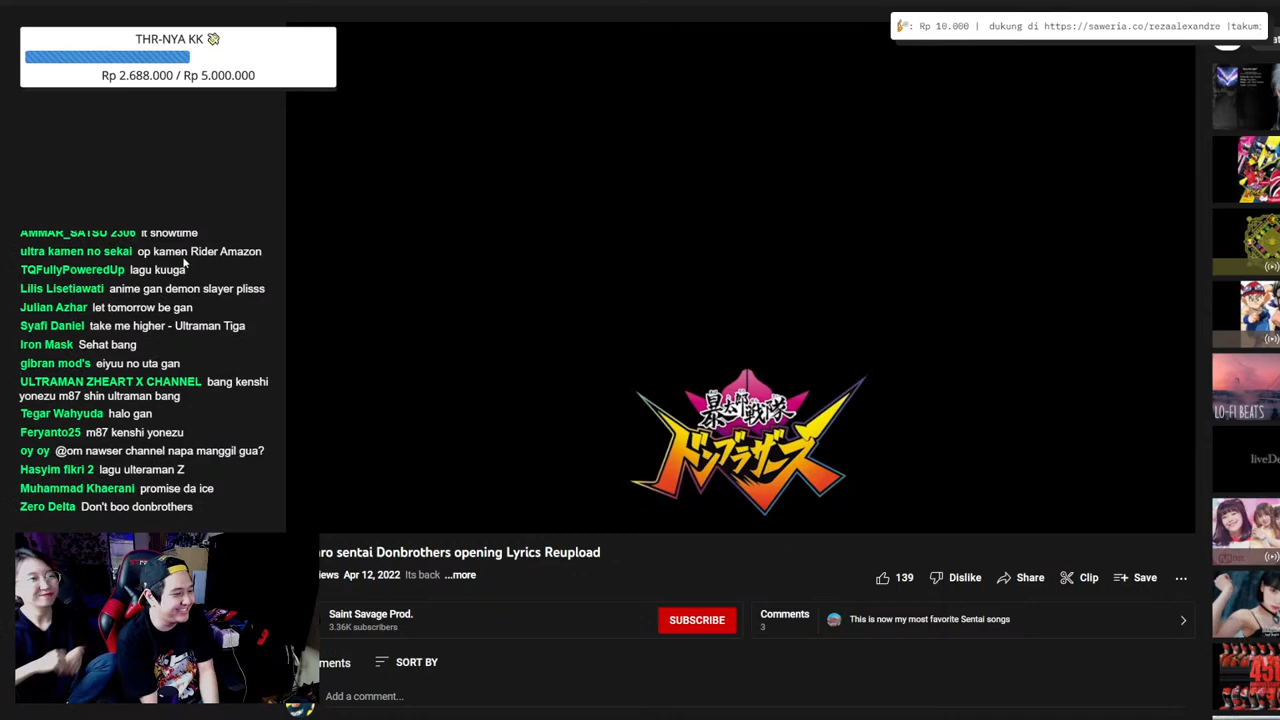 THR-NYA KK
Rp 2.688.000 / Rp 5.000.000
: Rp 10.000 | dukung di https://saweria.co/rezaalexandre |takum
AMMAR_SATSU 2306 it showtime
ultra kamen no sekai op kamen Rider Amazon
TQFullyPoweredUp lagu kuuga
Lilis Lisetiawati anime gan demon slayer plisss
Julian Azhar let tomorrow be gan
Syafi Daniel take me higher - Ultraman Tiga
Iron Mask Sehat bang
gibran mod's eiyuu no uta gan
ULTRAMAN ZHEART X CHANNEL bang kenshi
yonezu m87 shin ultraman bang
Tegar Wahyuda halo gan
Feryanto25 m87 kenshi yonezu
oy oy @om nawser channel napa manggil gua?
Hasyim fikri 2 lagu ulteraman Z
Muhammad Khaerani promise da ice
Zero Delta Don't boo donbrothers
暴太郎戦隊
ドンブラザーズ
ro sentai Donbrothers opening Lyrics Reupload
iews Apr 12, 2022 Its back ...more
139 Dislike Share Clip Save ...
Saint Savage Prod.
3.36K subscribers
SUBSCRIBE
Comments
3
This is now my most favorite Sentai songs
ments SORT BY
Add a comment...
LO-FI BEATS
liveDe